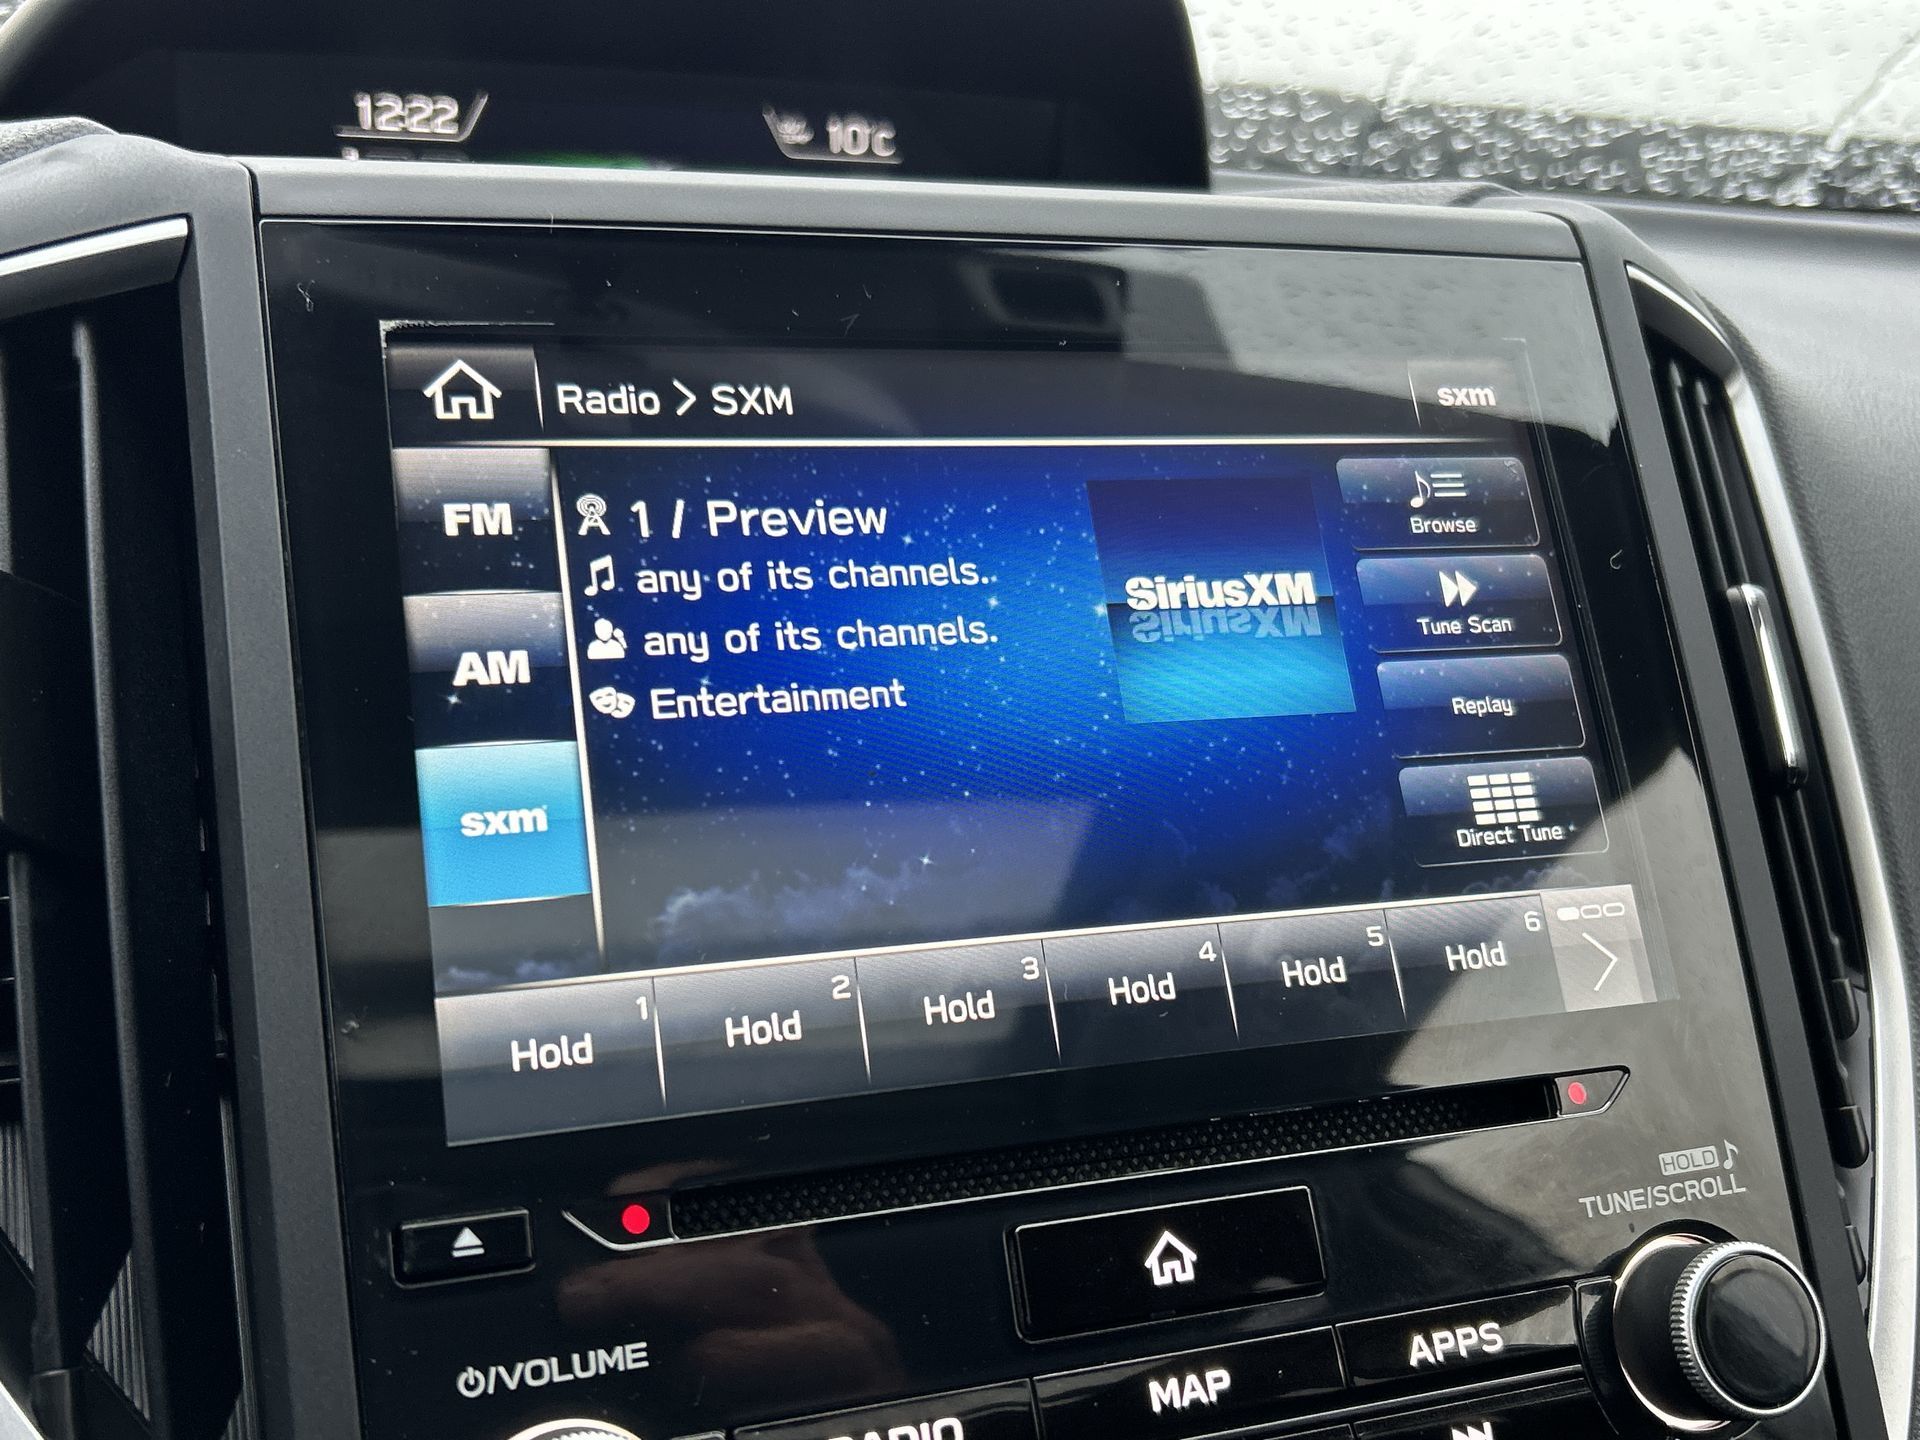 12:22
10°C
Radio > SXM
sxm
FM
1 / Preview
any of its channels.
any of its channels.
Entertainment
SiriusXM
Browse
Tune Scan
Replay
Direct Tune
AM
sxm
1
Hold
2
Hold
3
Hold
4
Hold
5
Hold
6
Hold
HOLD
TUNE/SCROLL
/VOLUME
APPS
MAP
RADIO